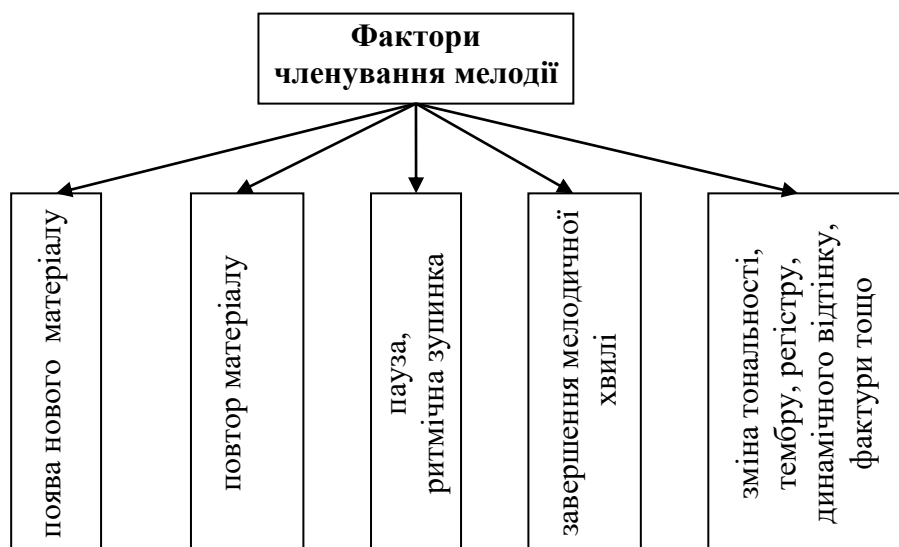 Фактори
членування мелодії
поява нового матеріалу
повтор матеріалу
пауза,
ритмічна зупинка
завершення мелодичної
хвилі
зміна тональності,
тембру, регістру,
динамічного відтінку,
фактури тощо